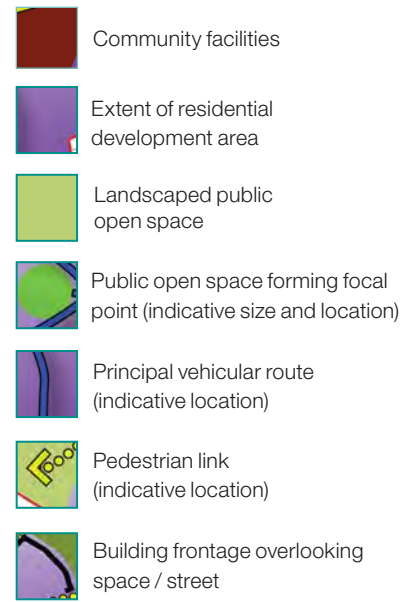 Community facilities
Extent of residential
development area
Landscaped public
open space
Public open space forming focal
point (indicative size and location)
Principal vehicular route
(indicative location)
Pedestrian link
(indicative location)
Building frontage overlooking
space / street